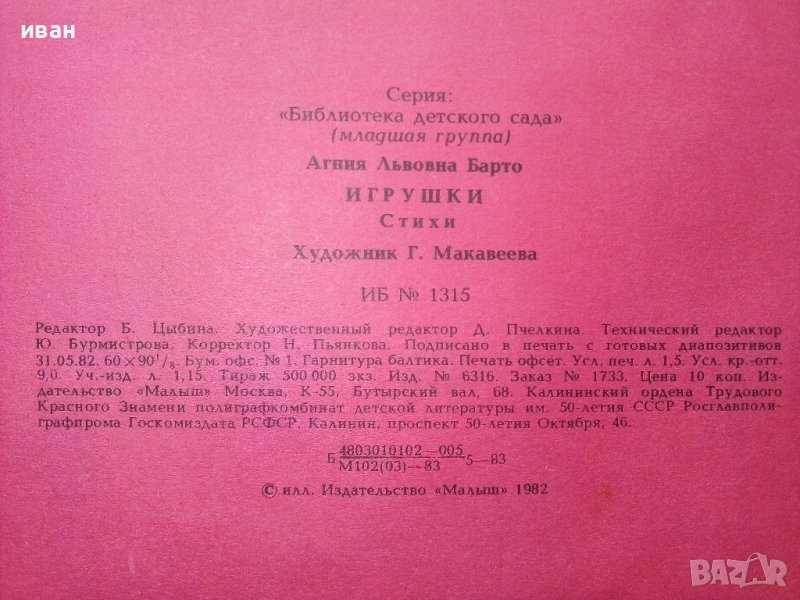 иван
Серия:
«Библиотека детского сада»
(младшая группа)
Агния Львовна Барто
ИГРУШКИ
Стихи
Художник Г. Макавеева
ИБ № 1315
Редактор Б. Цыбина. Художественный редактор Д. Пчелкина. Технический редактор
Ю. Бурмистрова. Корректор Н. Пьянкова. Подписано в печать с готовых диапозитивов
31.05.82. 60×90¹/₈. Бум. офс. № 1. Гарнитура балтика. Печать офсет. Усл. печ. л. 1,5. Усл. кр.-отт.
9,0. Уч.-изд. л. 1,15. Тираж 500 000 экз. Изд. № 6316. Заказ № 1733. Цена 10 коп. Из-
дательство «Малыш» Москва, К-55, Бутырский вал, 68. Калининский ордена Трудового
Красного Знамени полиграфкомбинат детской литературы им. 50-летия СССР Росглавполи-
графпрома Госкомиздата РСФСР. Калинин, проспект 50-летия Октября, 46.
Б 4803010102—005 5—83
М102(03)—83
© илл. Издательство «Малыш» 1982
BAZAR
.bg